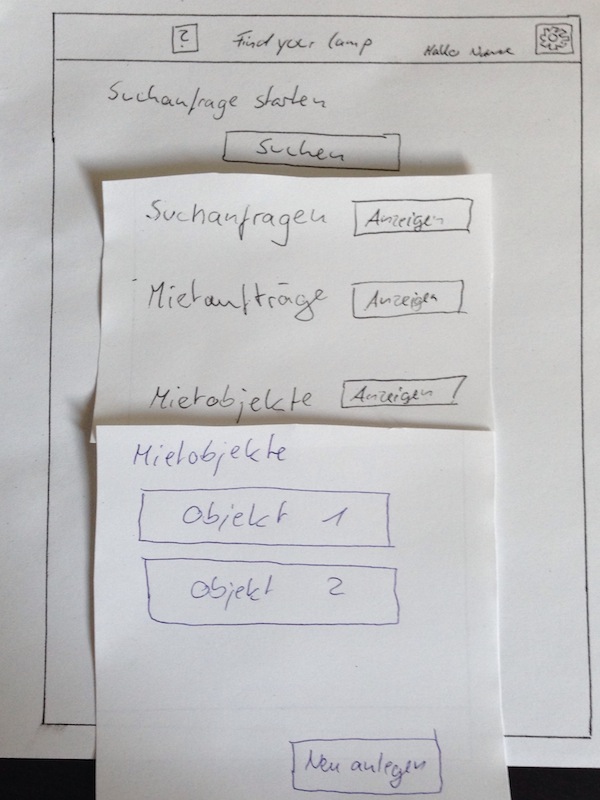 ? Find your lamp Hallo Name
Suchanfrage starten
Suchen
Suchanfragen Anzeigen
Mietaufträge Anzeigen
Mietobjekte Anzeigen
Mietobjekte
Objekt 1
Objekt 2
Neu anlegen